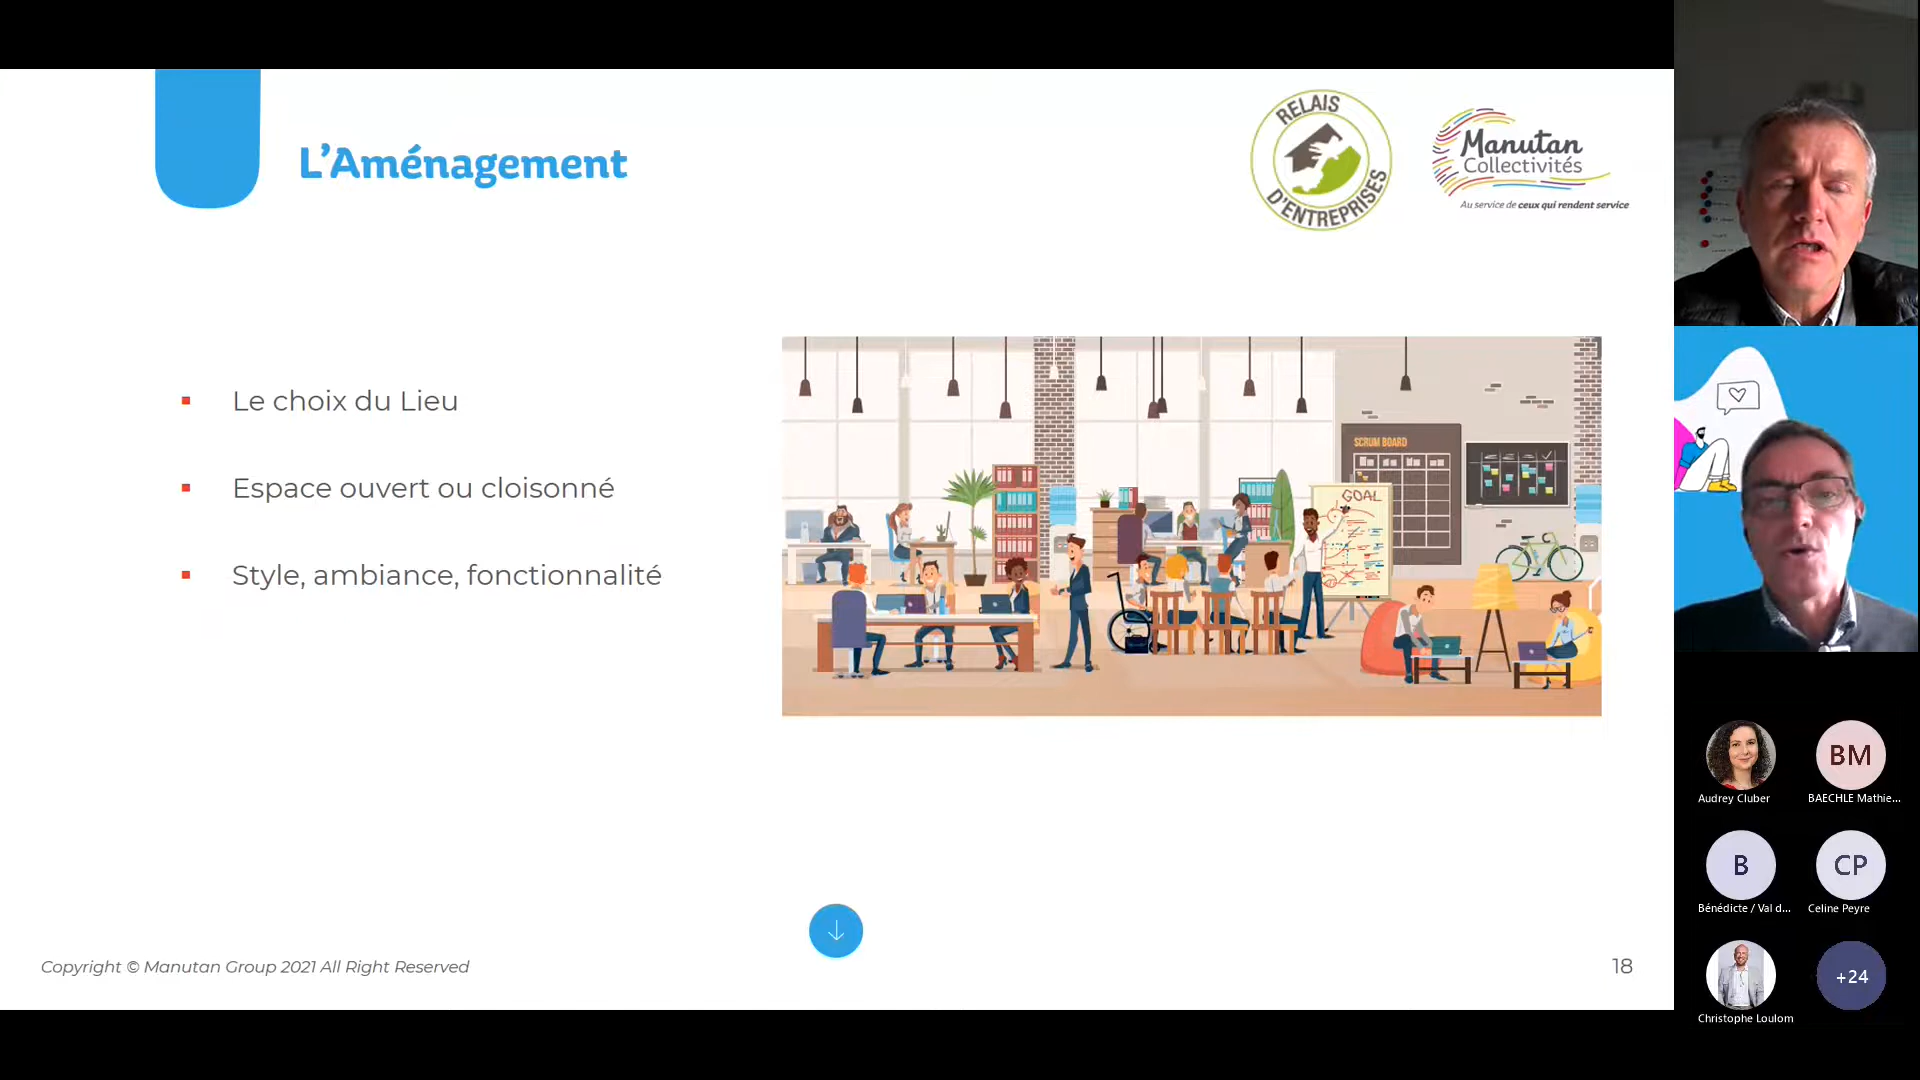 L’Aménagement
RELAIS
D'ENTREPRISES
Manutan
Collectivités
Au service de ceux qui rendent service
Le choix du Lieu
Espace ouvert ou cloisonné
Style, ambiance, fonctionnalité
SCRUM BOARD
GOAL
Copyright © Manutan Group 2021 All Right Reserved
18
BM
Audrey Cluber
BAECHLE Mathie...
B
CP
Bénédicte / Val d...
Celine Peyre
+24
Christophe Loulom